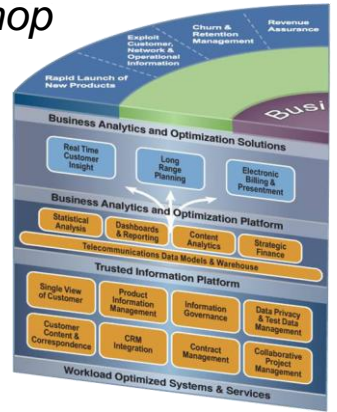 hop
Revenue
Assurance
Churn &
Retention
Management
Exploit
Customer,
Network &
Operational
Information
Rapid Launch of
New Products
Busi
Business Analytics and Optimization Solutions
Real Time
Customer
Insight
Long
Range
Planning
Electronic
Billing &
Presentment
Business Analytics and Optimization Platform
Statistical
Analysis
Dashboards
& Reporting
Content
Analytics
Strategic
Finance
Telecommunications Data Models & Warehouse
Trusted Information Platform
Single View
of Customer
Product
Information
Management
Information
Governance
Data Privacy
& Test Data
Management
Customer
Content &
Correspondence
CRM
Integration
Contract
Management
Collaborative
Project
Management
Workload Optimized Systems & Services